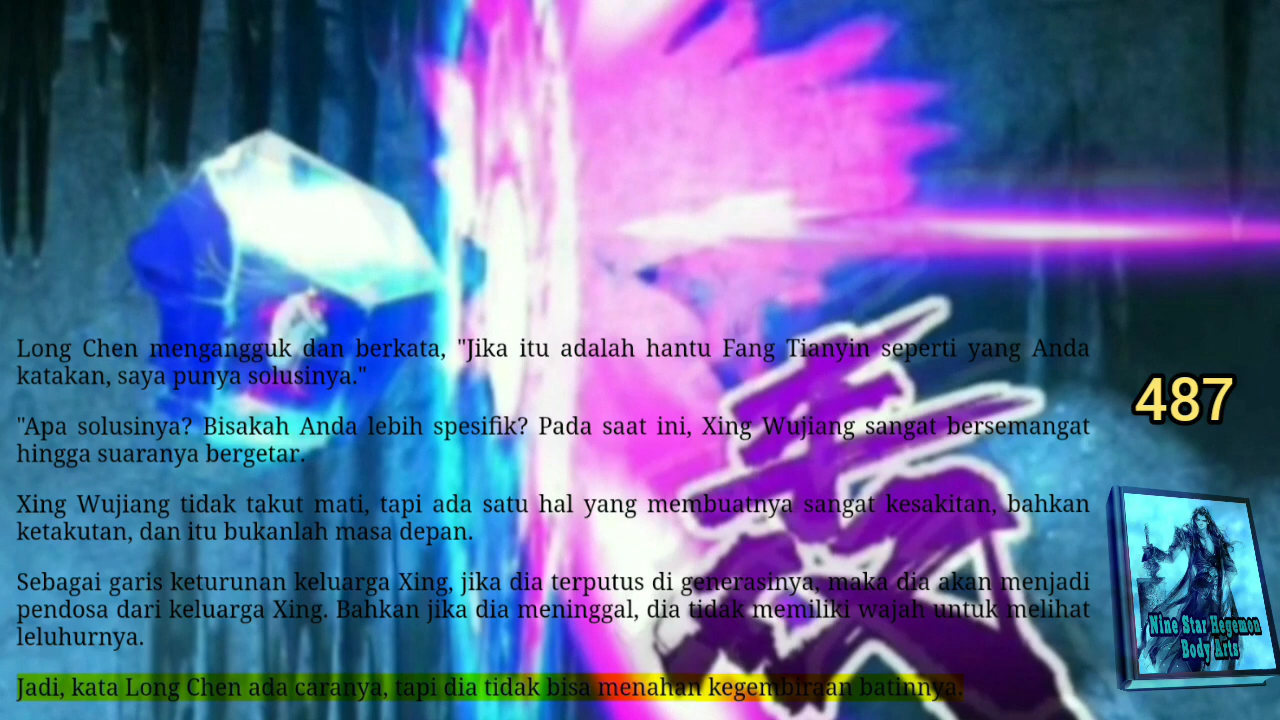 Long Chen mengangguk dan berkata, "Jika itu adalah hantu Fang Tianyin seperti yang Anda
katakan, saya punya solusinya."
"Apa solusinya? Bisakah Anda lebih spesifik? Pada saat ini, Xing Wujiang sangat bersemangat
hingga suaranya bergetar.
Xing Wujiang tidak takut mati, tapi ada satu hal yang membuatnya sangat kesakitan, bahkan
ketakutan, dan itu bukanlah masa depan.
Sebagai garis keturunan keluarga Xing, jika dia terputus di generasinya, maka dia akan menjadi
pendosa dari keluarga Xing. Bahkan jika dia meninggal, dia tidak memiliki wajah untuk melihat
leluhurnya.
Jadi, kata Long Chen ada caranya, tapi dia tidak bisa menahan kegembiraan batinnya.
487
Nine Star Hegemon
Body Arts